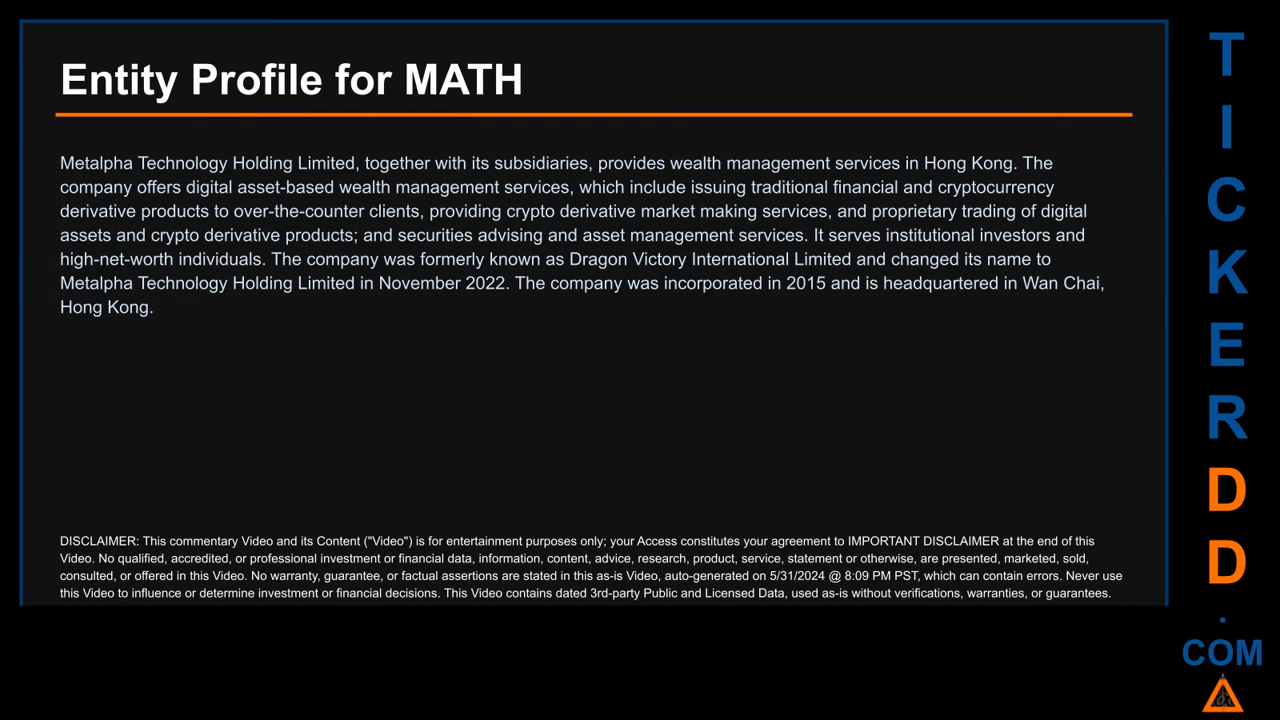 Entity Profile for MATH
Metalpha Technology Holding Limited, together with its subsidiaries, provides wealth management services in Hong Kong. The
company offers digital asset-based wealth management services, which include issuing traditional financial and cryptocurrency
derivative products to over-the-counter clients, providing crypto derivative market making services, and proprietary trading of digital
assets and crypto derivative products; and securities advising and asset management services. It serves institutional investors and
high-net-worth individuals. The company was formerly known as Dragon Victory International Limited and changed its name to
Metalpha Technology Holding Limited in November 2022. The company was incorporated in 2015 and is headquartered in Wan Chai,
Hong Kong.
DISCLAIMER: This commentary Video and its Content ("Video") is for entertainment purposes only; your Access constitutes your agreement to IMPORTANT DISCLAIMER at the end of this
Video. No qualified, accredited, or professional investment or financial data, information, content, advice, research, product, service, statement or otherwise, are presented, marketed, sold,
consulted, or offered in this Video. No warranty, guarantee, or factual assertions are stated in this as-is Video, auto-generated on 5/31/2024 @ 8:09 PM PST, which can contain errors. Never use
this Video to influence or determine investment or financial decisions. This Video contains dated 3rd-party Public and Licensed Data, used as-is without verifications, warranties, or guarantees.
T
I
C
K
E
R
D
D
.
COM